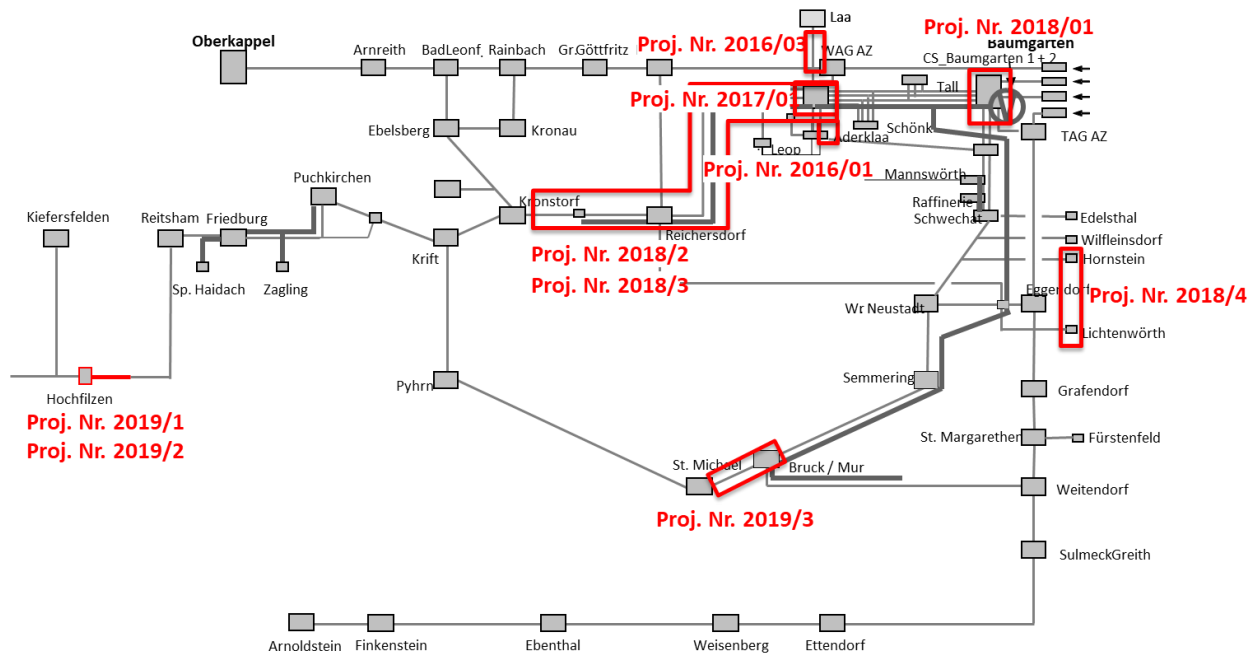 Laa
Proj. Nr. 2018/01
Oberkappel
Arnreith
Bad Leonf.
Rainbach
Gr.Göttfritz
Proj. Nr. 2016/03
WAG AZ
Baumgarten
CS_Baumgarten 1 + 2
Tall
Proj. Nr. 2017/01
Ebelsberg
Kronau
Aderklaa
Schönk
TAG AZ
Leop
Proj. Nr. 2016/01
Puchkirchen
Mannswörth
Kiefersfelden
Reitsham
Friedburg
Kronstorf
Raffinerie
Schwechat
Edelsthal
Reichersdorf
Wilfleinsdorf
Krift
Proj. Nr. 2018/2
Hornstein
Sp. Haidach
Zagling
Proj. Nr. 2018/3
Eggendorf
Proj. Nr. 2018/4
Wr. Neustadt
Lichtenwörth
Pyhrn
Semmering
Grafendorf
Hochfilzen
Proj. Nr. 2019/1
Proj. Nr. 2019/2
St. Margarethen
Fürstenfeld
St. Michael
Bruck / Mur
Weitendorf
Proj. Nr. 2019/3
SulmeckGreith
Arnoldstein
Finkenstein
Ebenthal
Weisenberg
Ettendorf